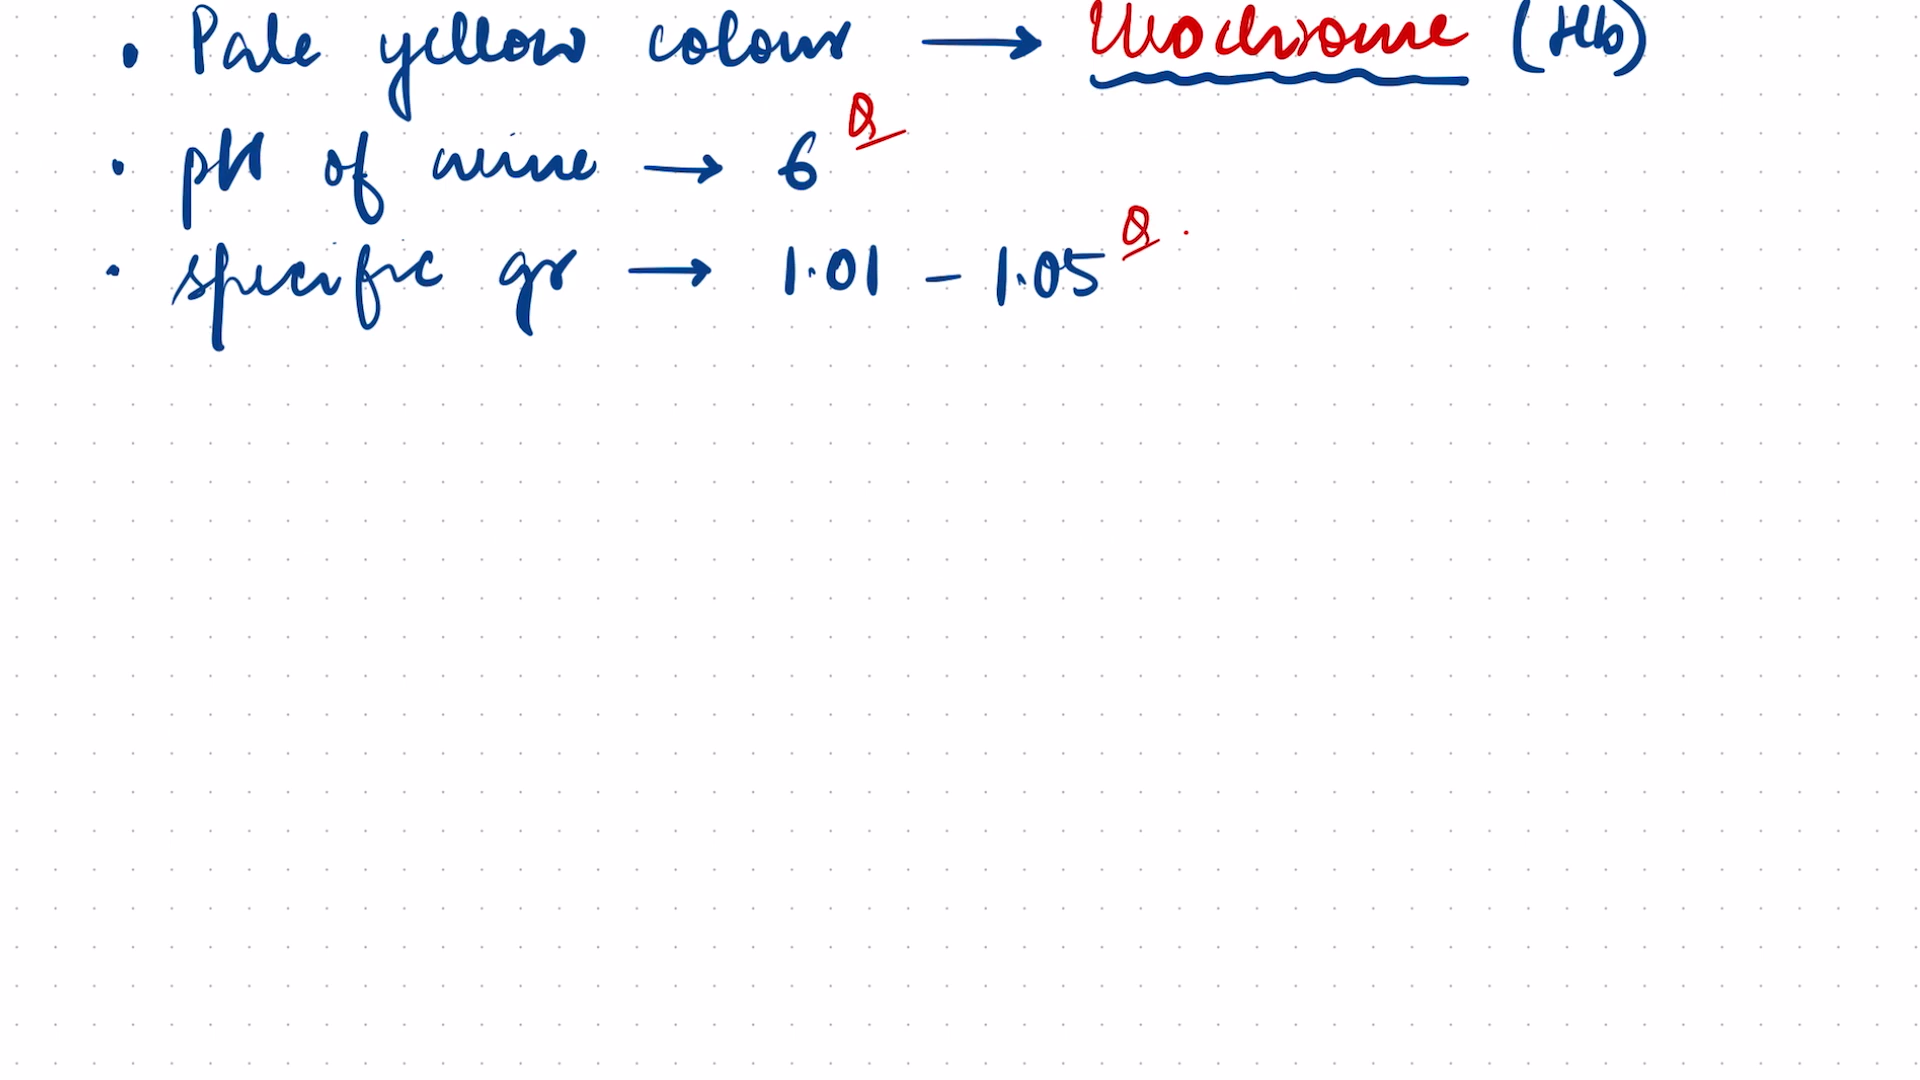 • Pale yellow colour → Urochrome (Hb)
• pH of urine → 6 Q
• specific gr → 1.01 - 1.05 Q